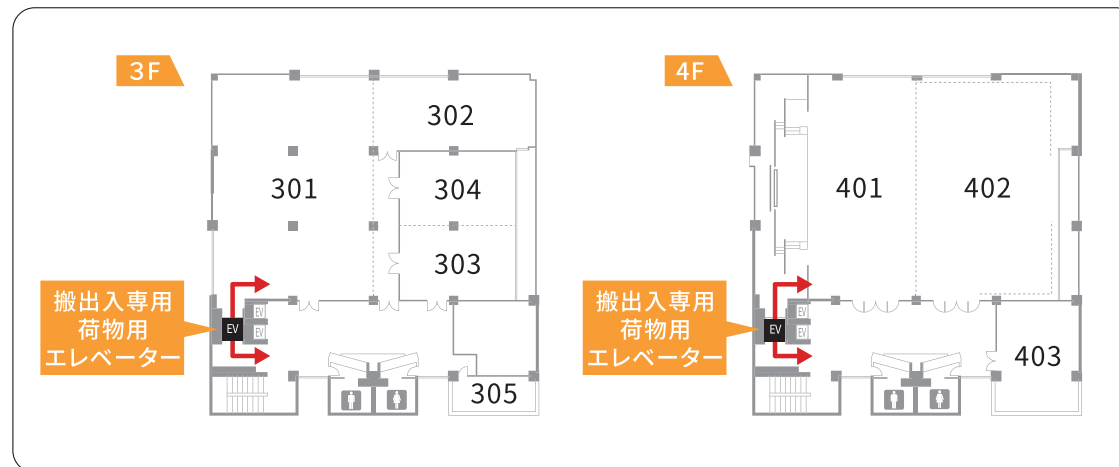 3F
302
301
304
303
搬出入専用
荷物用
エレベーター
EV
EV
EV
305
4F
401
402
搬出入専用
荷物用
エレベーター
EV
EV
EV
403